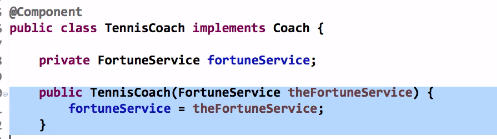 @Component
public class TennisCoach implements Coach {
private FortuneService fortuneService;
public TennisCoach(FortuneService theFortuneService) {
fortuneService = theFortuneService;
}